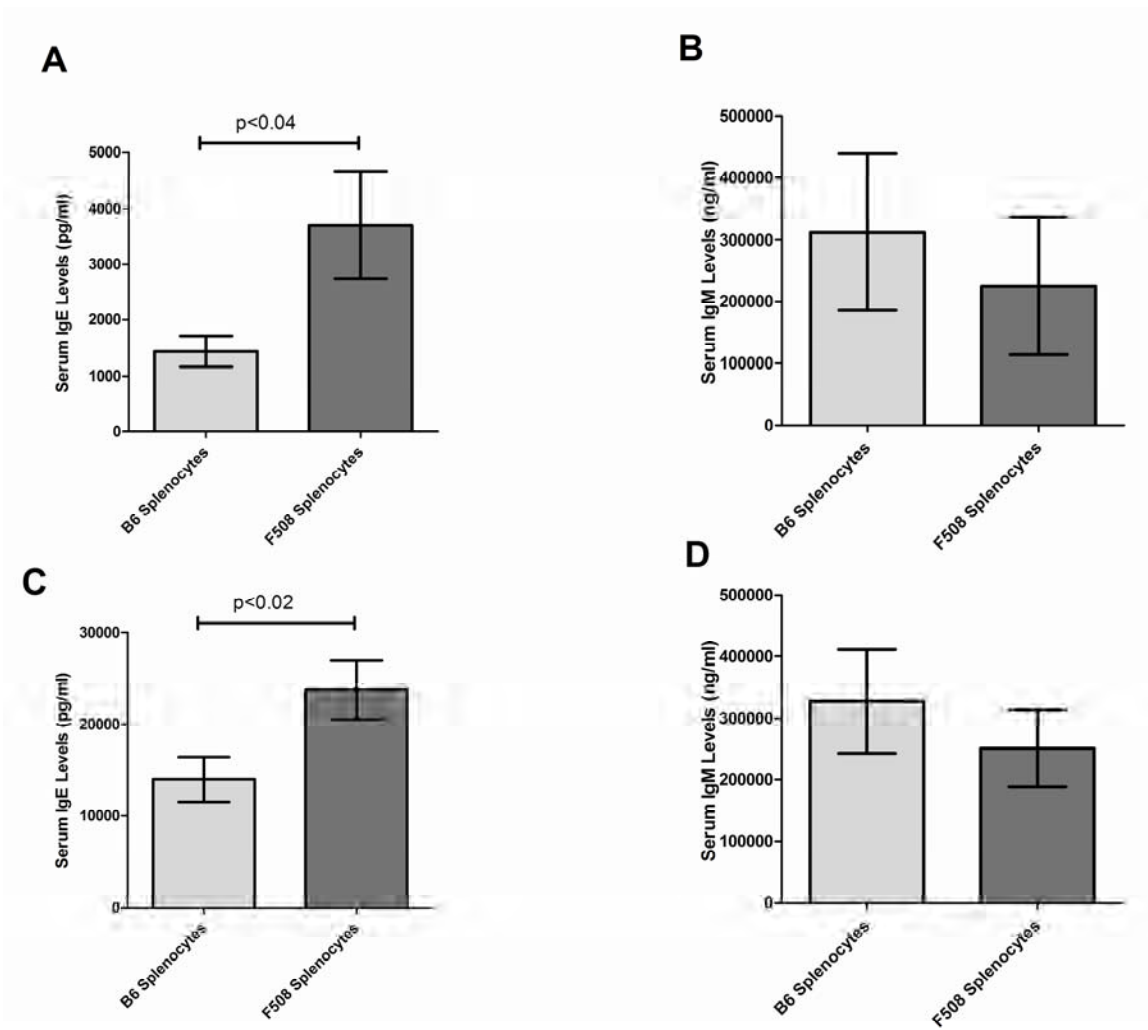 A
p<0.04
Serum IgE Levels (pg/ml)
5000
4000
3000
2000
1000
0
B6 Splenocytes
F508 Splenocytes
B
Serum IgM Levels (ng/ml)
500000
400000
300000
200000
100000
0
B6 Splenocytes
F508 Splenocytes
C
p<0.02
Serum IgE Levels (pg/ml)
30000
20000
10000
0
B6 Splenocytes
F508 Splenocytes
D
Serum IgM Levels (ng/ml)
500000
400000
300000
200000
100000
0
B6 Splenocytes
F508 Splenocytes